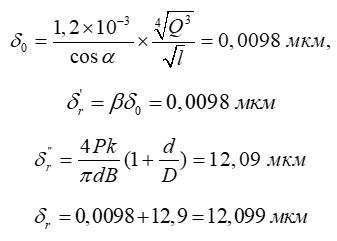 δ₀ = 1,2×10⁻³ / cos α × ∜Q³ / √l = 0,0098 мкм,
δ'ᵣ = βδ₀ = 0,0098 мкм
δ''ᵣ = 4Pk / πdB (1 + d / D) = 12,09 мкм
δᵣ = 0,0098+12,9 = 12,099 мкм